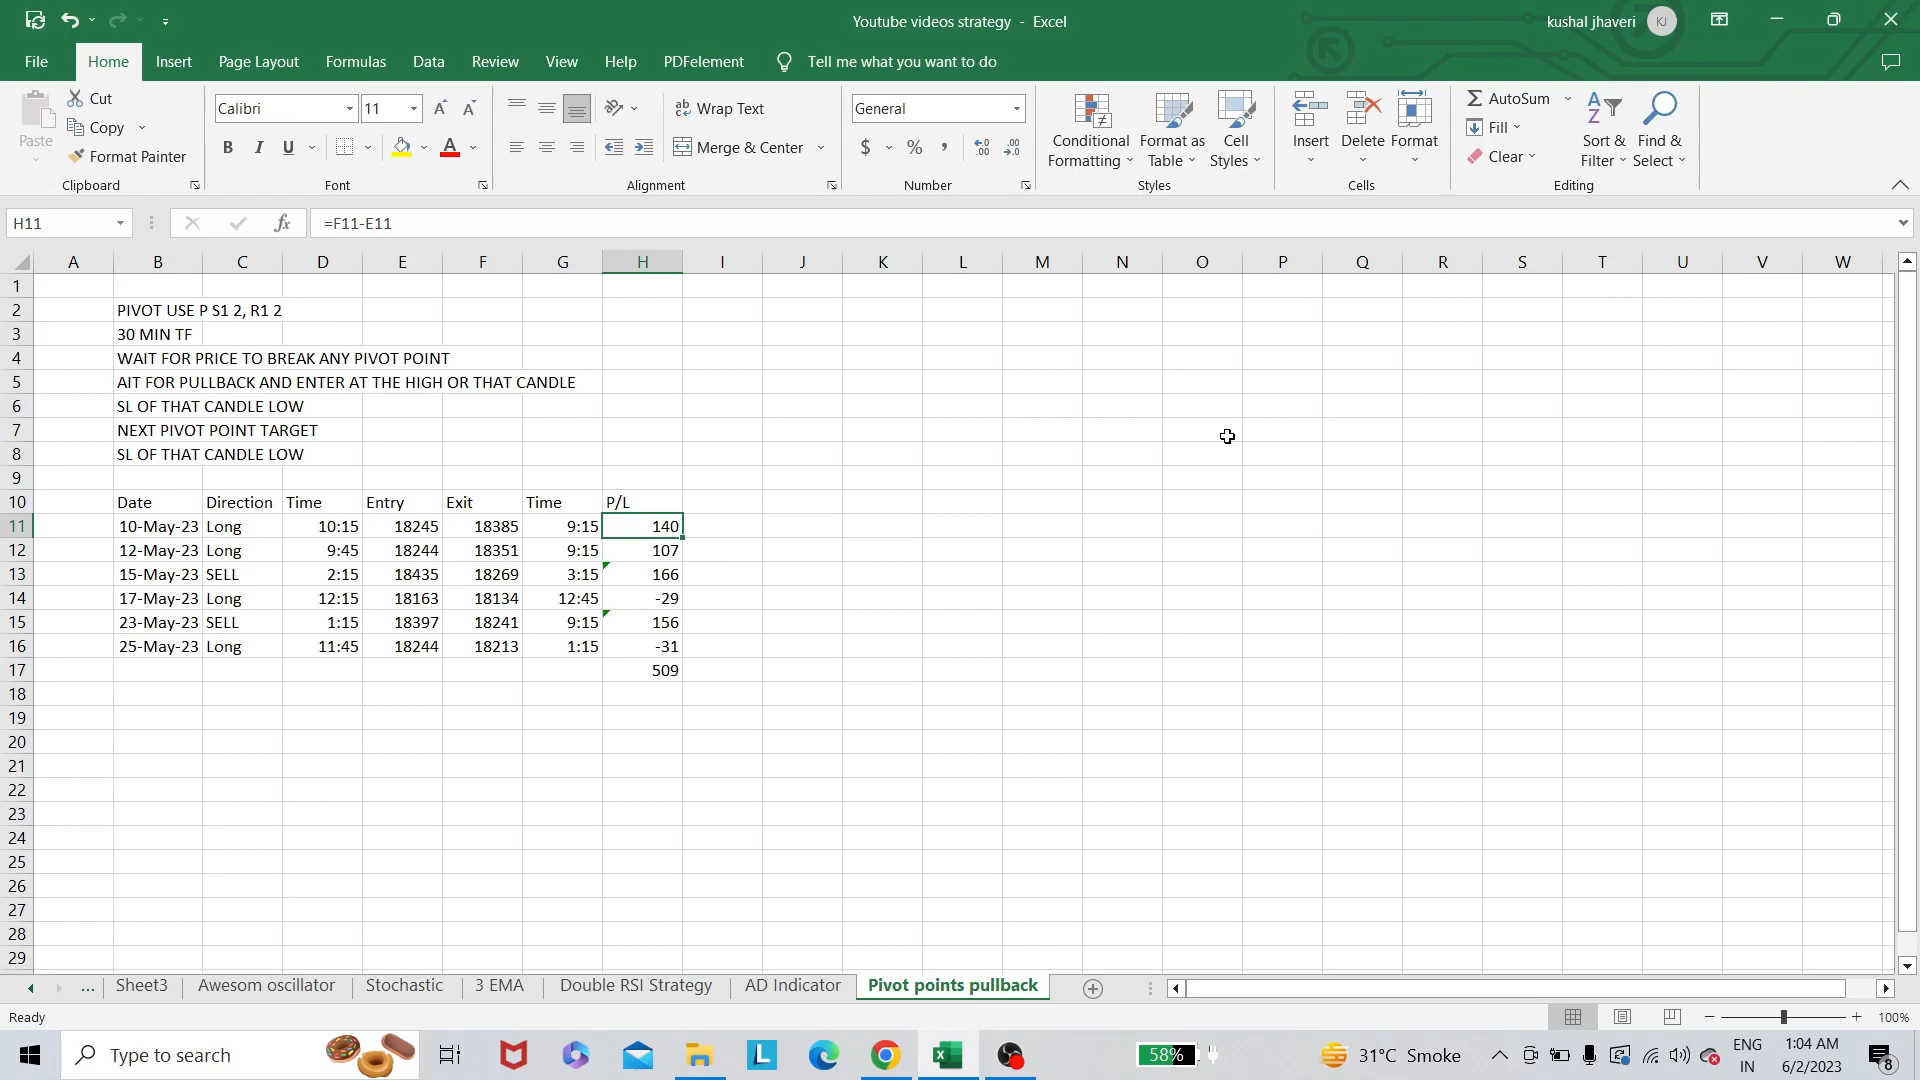 Youtube videos strategy - Excel
kushal jhaveri
KJ
File Home Insert Page Layout Formulas Data Review View Help PDFelement Tell me what you want to do
Paste
Cut
Copy
Format Painter
Clipboard
Calibri 11
B I U
Font
Wrap Text
Merge & Center
Alignment
General
$ % ,
Number
Conditional Formatting
Format as Table
Cell Styles
Styles
Insert Delete Format
Cells
AutoSum
Fill
Clear
Sort & Filter
Find & Select
Editing
H11 fx =F11-E11
A B C D E F G H I J K L M N O P Q R S T U V W
1
2 PIVOT USE P S1 2, R1 2
3 30 MIN TF
4 WAIT FOR PRICE TO BREAK ANY PIVOT POINT
5 AIT FOR PULLBACK AND ENTER AT THE HIGH OR THAT CANDLE
6 SL OF THAT CANDLE LOW
7 NEXT PIVOT POINT TARGET
8 SL OF THAT CANDLE LOW
9
10 Date Direction Time Entry Exit Time P/L
11 10-May-23 Long 10:15 18245 18385 9:15 140
12 12-May-23 Long 9:45 18244 18351 9:15 107
13 15-May-23 SELL 2:15 18435 18269 3:15 166
14 17-May-23 Long 12:15 18163 18134 12:45 -29
15 23-May-23 SELL 1:15 18397 18241 9:15 156
16 25-May-23 Long 11:45 18244 18213 1:15 -31
17 509
18
19
20
21
22
23
24
25
26
27
28
29
... Sheet3 Awesom oscillator Stochastic 3 EMA Double RSI Strategy AD Indicator Pivot points pullback
Ready
100%
Type to search
58%
31°C Smoke
ENG
IN
1:04 AM
6/2/2023
8